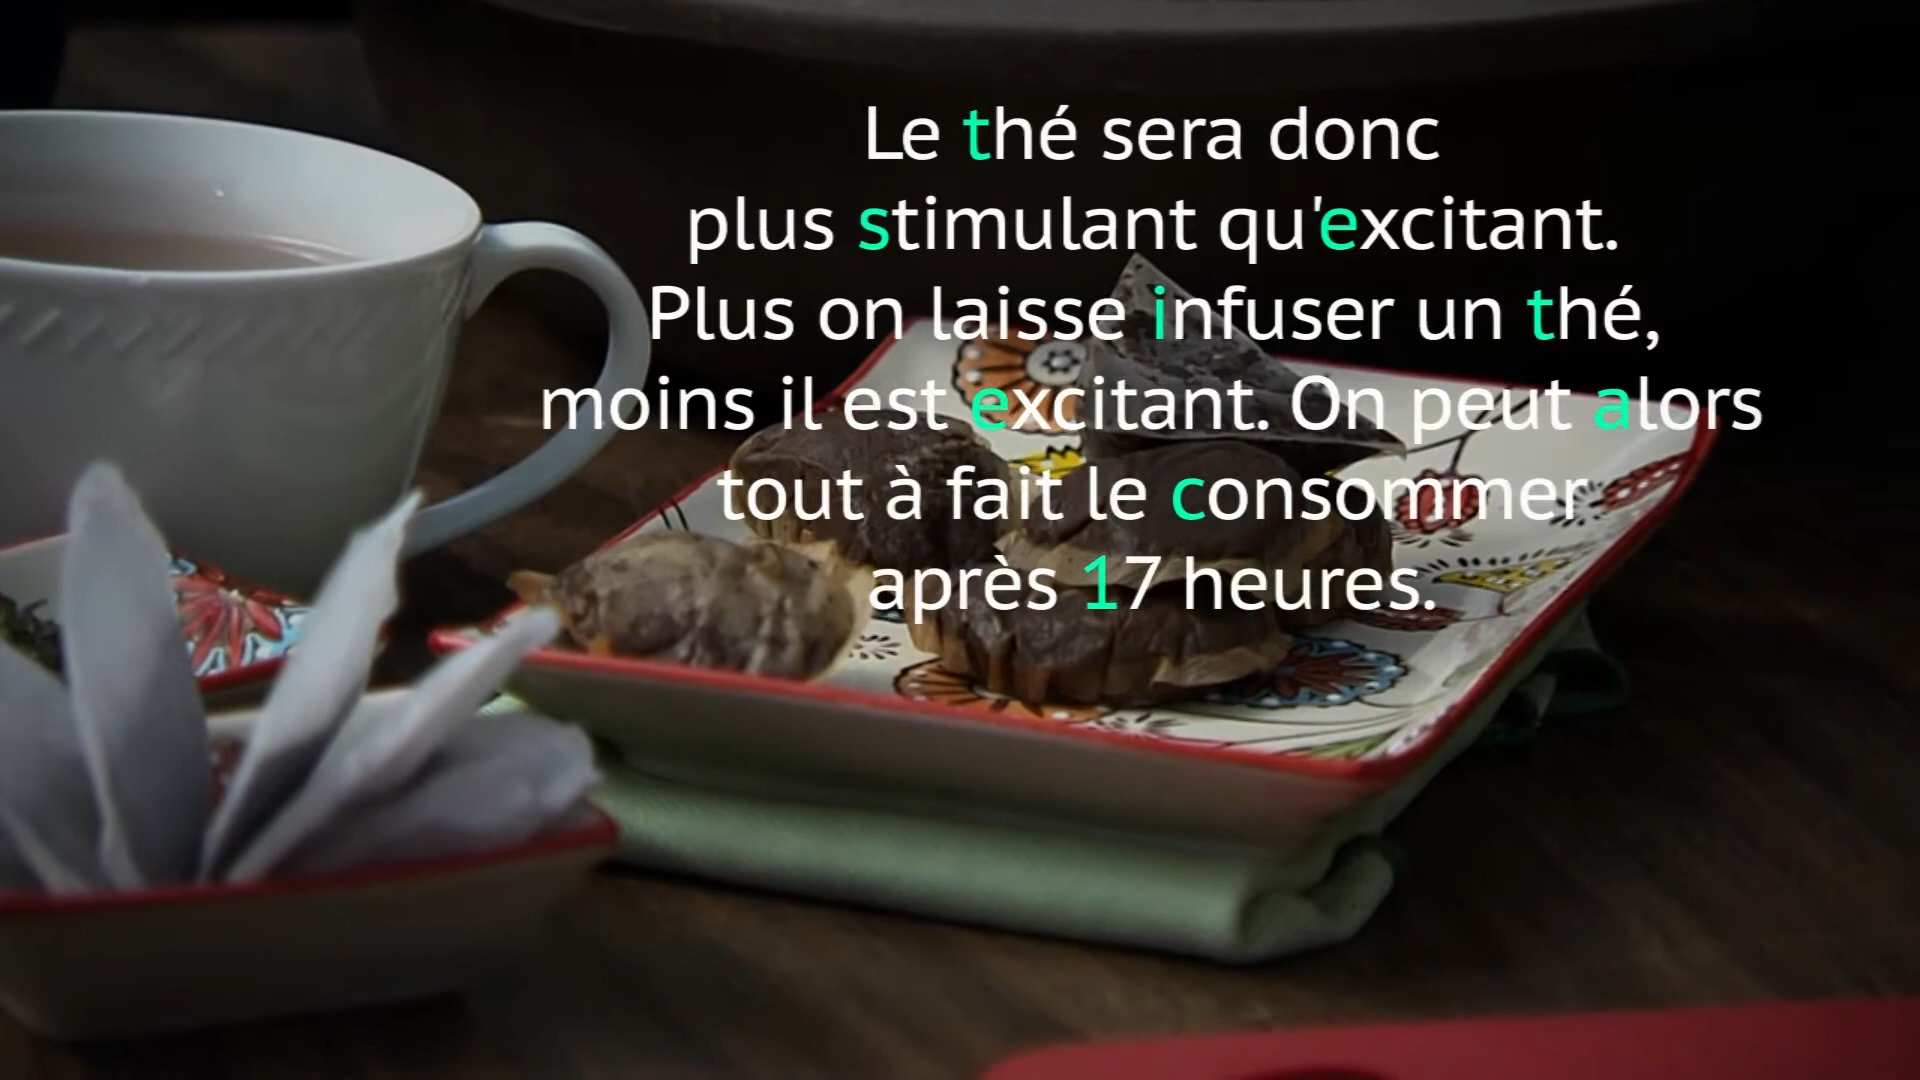 Le thé sera donc
plus stimulant qu'excitant.
Plus on laisse infuser un thé,
moins il est excitant. On peut alors
tout à fait le consommer
après 17 heures.